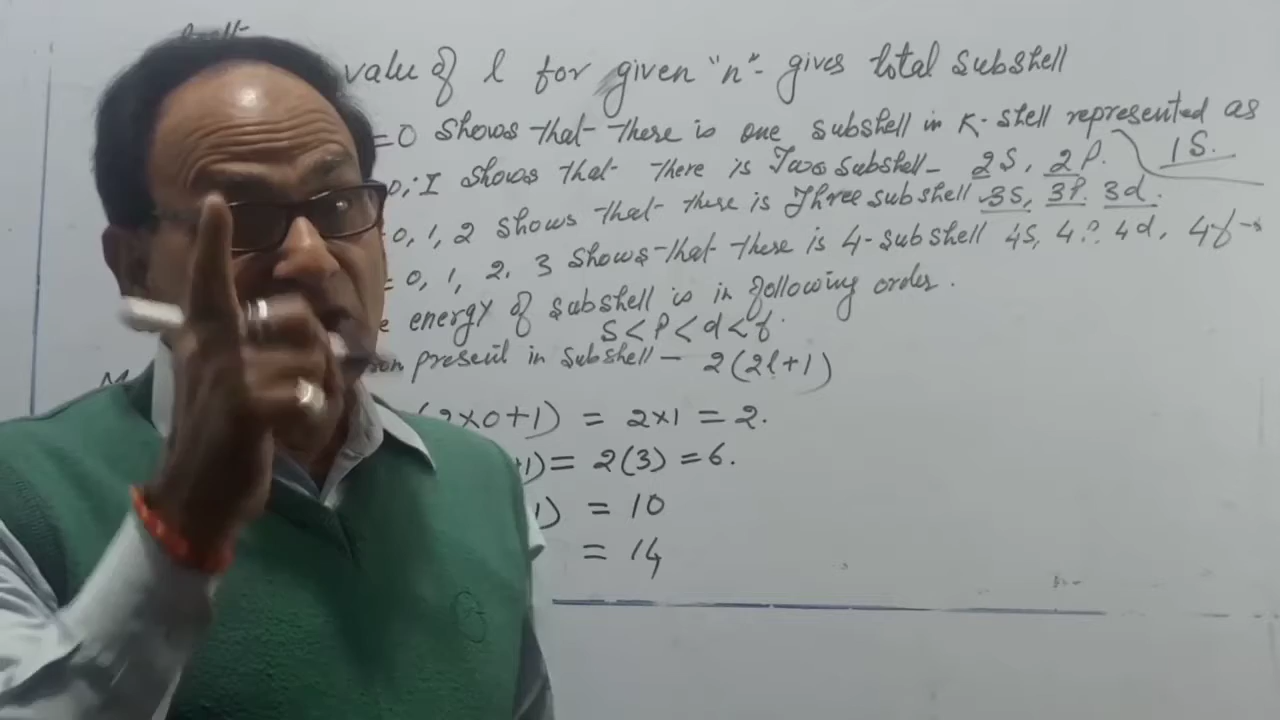 value of l for given "n" - gives total subshell
=0 shows that there is one subshell in K-shell represented as
1S.
0, 1 shows that there is Two subshell - 2S, 2P.
0, 1, 2 shows that there is Three subshell 3S, 3P. 3d.
= 0, 1, 2, 3 shows that there is 4-subshell 4S, 4 4d, 4f
energy of subshell is in following order.
S < P < d < f
present in subshell - 2(2l+1)
(2×0+1) = 2×1 = 2.
+1) = 2(3) = 6.
1) = 10
= 14